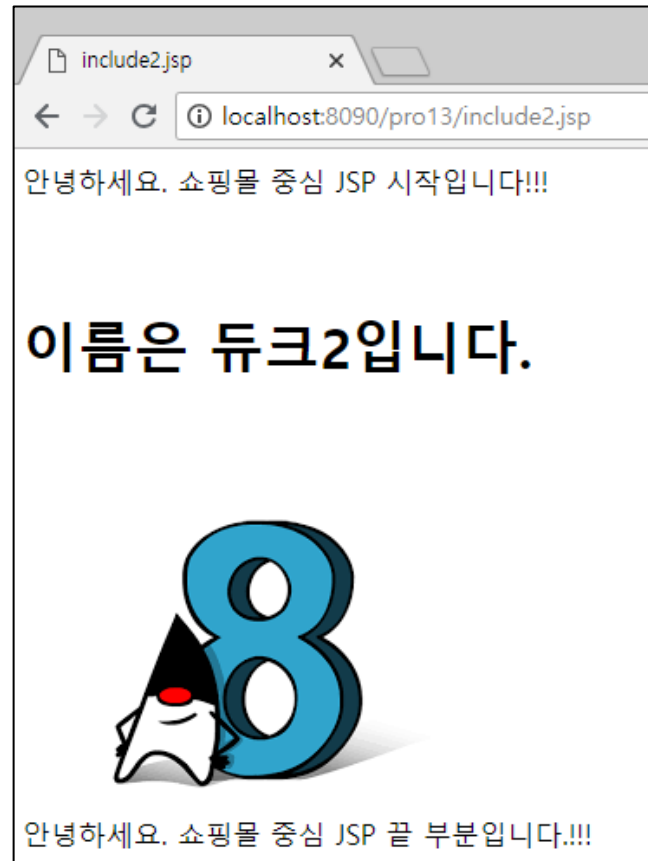 include2.jsp
localhost:8090/pro13/include2.jsp
안녕하세요. 쇼핑몰 중심 JSP 시작입니다!!!
이름은 듀크2입니다.
8
안녕하세요. 쇼핑몰 중심 JSP 끝 부분입니다.!!!